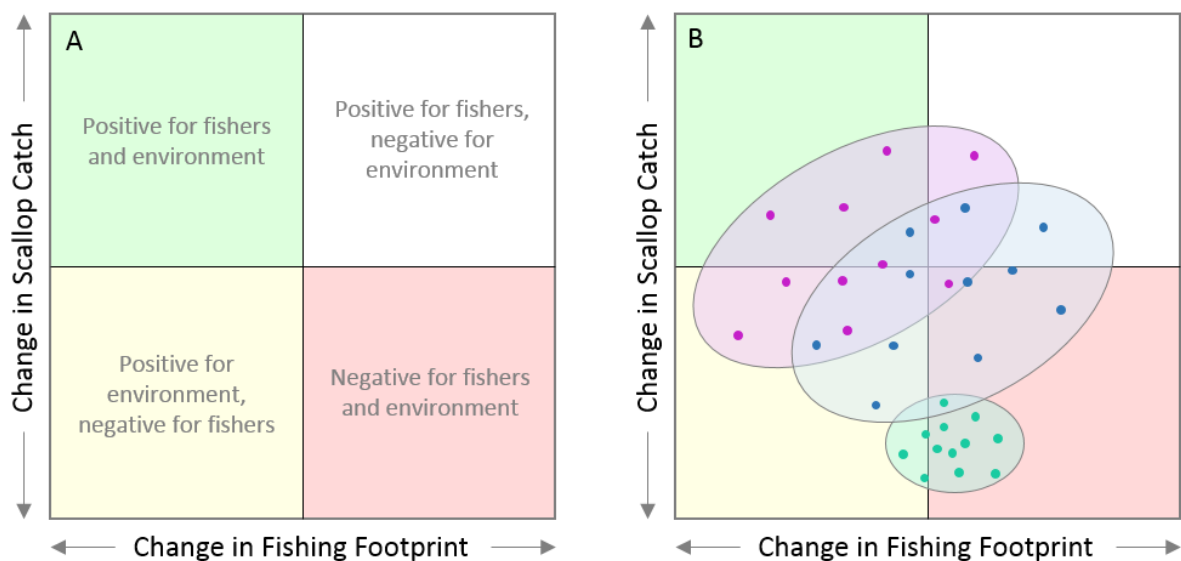 A
Positive for fishers
and environment
Positive for fishers,
negative for
environment
Positive for
environment,
negative for fishers
Negative for fishers
and environment
Change in Scallop Catch
Change in Fishing Footprint
B
Change in Scallop Catch
Change in Fishing Footprint